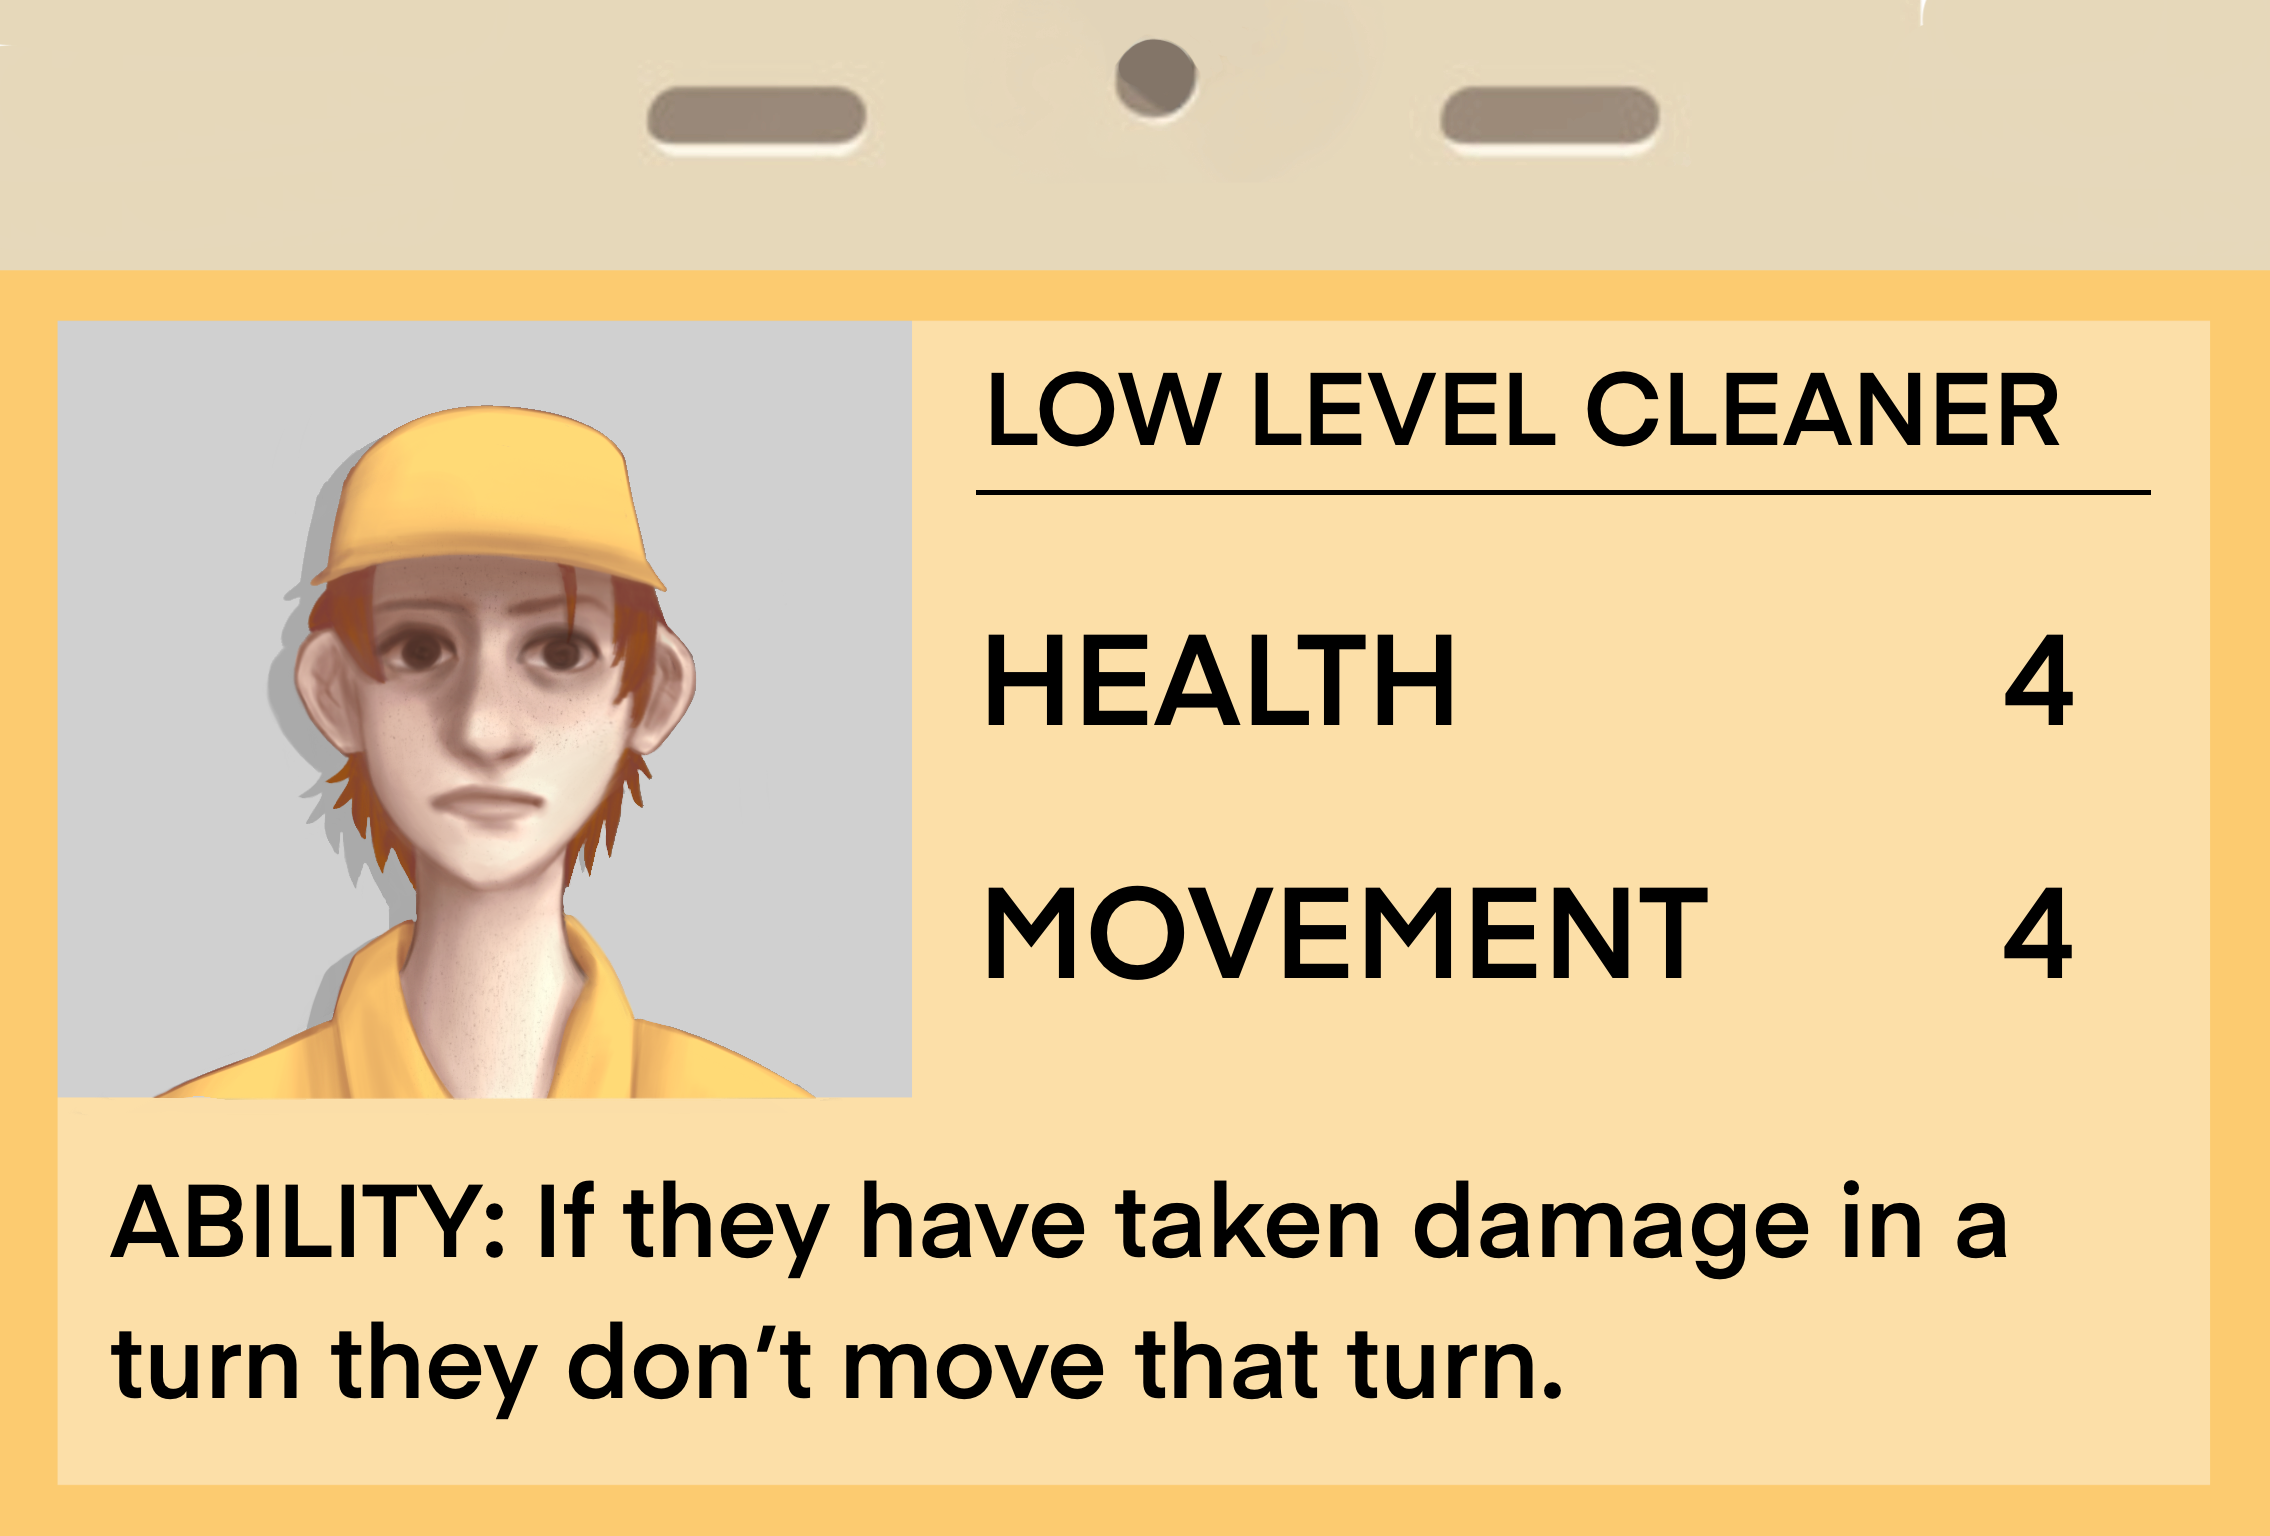 LOW LEVEL CLEANER
HEALTH 4
MOVEMENT 4
ABILITY: If they have taken damage in a
turn they don’t move that turn.